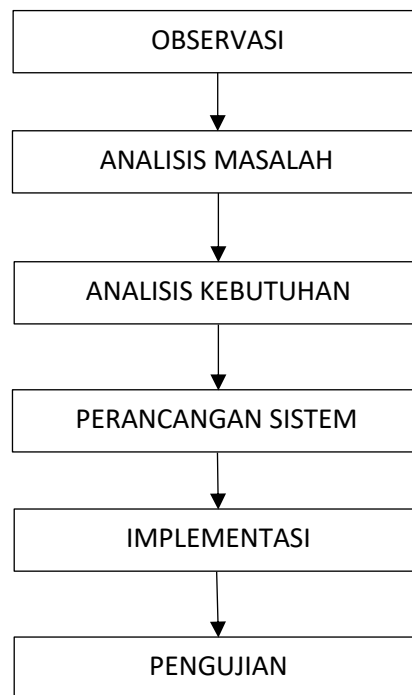 OBSERVASI
ANALISIS MASALAH
ANALISIS KEBUTUHAN
PERANCANGAN SISTEM
IMPLEMENTASI
PENGUJIAN